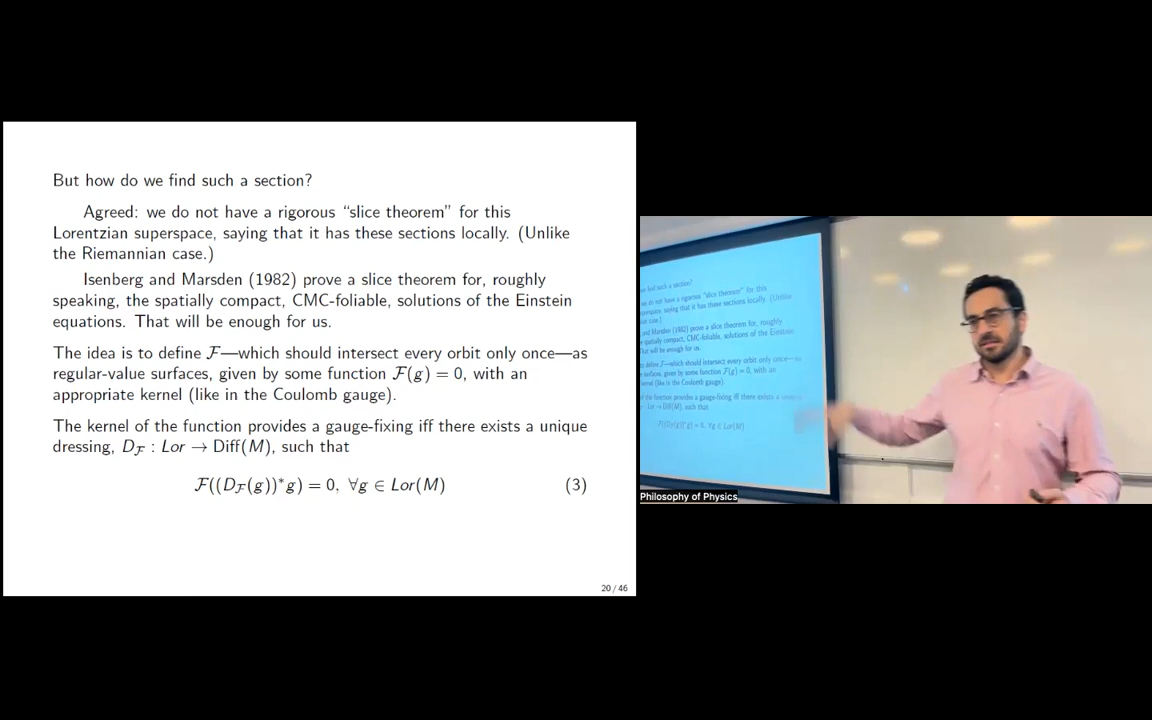 But how do we find such a section?
Agreed: we do not have a rigorous “slice theorem” for this
Lorentzian superspace, saying that it has these sections locally. (Unlike
the Riemannian case.)
Isenberg and Marsden (1982) prove a slice theorem for, roughly
speaking, the spatially compact, CMC-foliable, solutions of the Einstein
equations. That will be enough for us.
The idea is to define ℱ—which should intersect every orbit only once—as
regular-value surfaces, given by some function ℱ(g) = 0, with an
appropriate kernel (like in the Coulomb gauge).
The kernel of the function provides a gauge-fixing iff there exists a unique
dressing, D_ℱ : Lor → Diff(M), such that
ℱ((D_ℱ(g))*g) = 0, ∀g ∈ Lor(M) (3)
20 / 46
Philosophy of Physics